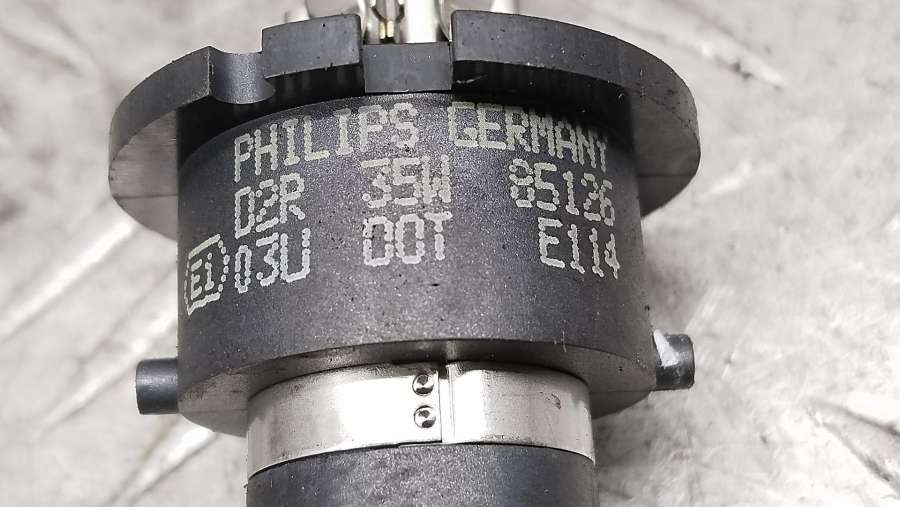 PHILIPS GERMANY
D2R 35W 85126
E1 03U DOT E114